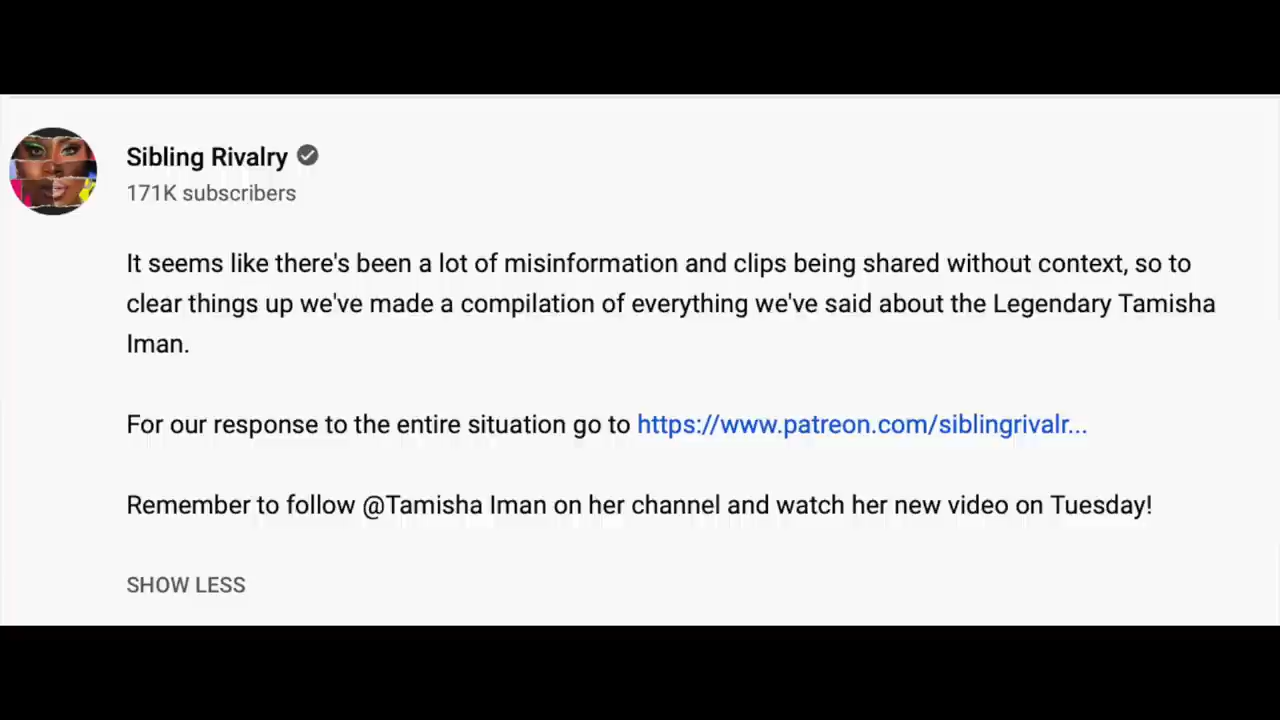 Sibling Rivalry
171K subscribers
It seems like there's been a lot of misinformation and clips being shared without context, so to
clear things up we've made a compilation of everything we've said about the Legendary Tamisha
Iman.
For our response to the entire situation go to https://www.patreon.com/siblingrivalr...
Remember to follow @Tamisha Iman on her channel and watch her new video on Tuesday!
SHOW LESS